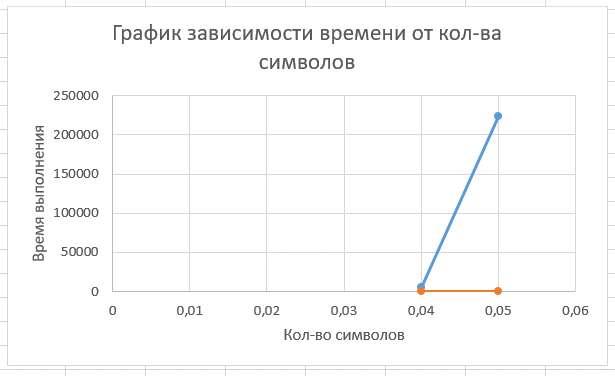 График зависимости времени от кол-ва
символов
Время выполнения
250000
200000
150000
100000
50000
0
0 0,01 0,02 0,03 0,04 0,05 0,06
Кол-во символов